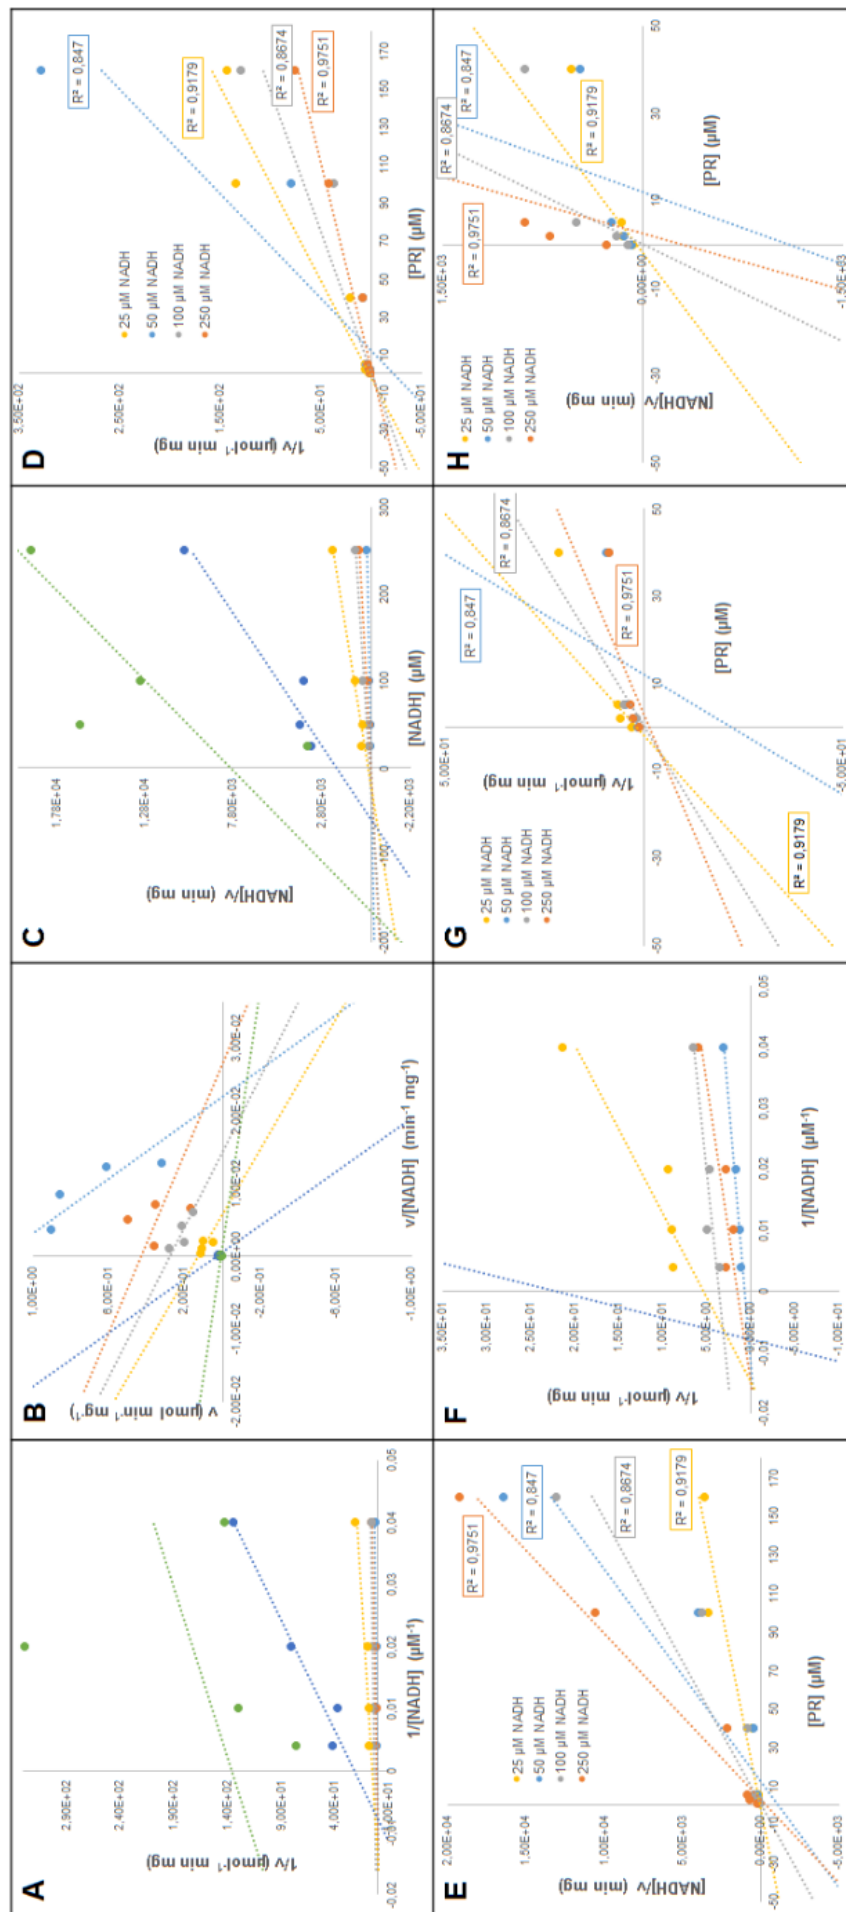 A
1/v (µmol⁻¹ min mg)
2,90E+02
2,40E+02
1,90E+02
1,40E+02
9,00E+01
4,00E+01
-1,00E+01
-0,02
-0,01
0
0,01
0,02
0,03
0,04
0,05
1/[NADH] (µM⁻¹)
B
v (µmol min⁻¹ mg⁻¹)
1,00E+00
6,00E-01
2,00E-01
-2,00E-01
-6,00E-01
-1,00E+00
-2,00E-02
-1,00E-02
0,00E+00
1,00E-02
2,00E-02
3,00E-02
v/[NADH] (min⁻¹ mg⁻¹)
C
[NADH]/v (min mg)
1,78E+04
1,28E+04
7,80E+03
2,80E+03
-2,20E+03
-200
-100
0
100
200
300
[NADH] (µM)
D
1/v (µmol⁻¹ min mg)
3,50E+02
2,50E+02
1,50E+02
5,00E+01
-5,00E+01
-50
-30
-10
10
30
50
70
90
110
130
150
170
[PR] (µM)
25 µM NADH
50 µM NADH
100 µM NADH
250 µM NADH
R² = 0,847
R² = 0,9179
R² = 0,8674
R² = 0,9751
E
[NADH]/v (min mg)
2,00E+04
1,50E+04
1,00E+04
5,00E+03
0,00E+00
-5,00E+03
-50
-30
-10
10
30
50
70
90
110
130
150
170
[PR] (µM)
25 µM NADH
50 µM NADH
100 µM NADH
250 µM NADH
R² = 0,9751
R² = 0,847
R² = 0,8674
R² = 0,9179
F
1/v (µmol⁻¹ min mg)
3,50E+01
3,00E+01
2,50E+01
2,00E+01
1,50E+01
1,00E+01
5,00E+00
0,00E+00
-5,00E+00
-1,00E+01
-0,02
-0,01
0
0,01
0,02
0,03
0,04
0,05
1/[NADH] (µM⁻¹)
G
1/v (µmol⁻¹ min mg)
5,00E+01
-5,00E+01
-50
-30
-10
10
30
50
[PR] (µM)
25 µM NADH
50 µM NADH
100 µM NADH
250 µM NADH
R² = 0,847
R² = 0,8674
R² = 0,9751
R² = 0,9179
H
[NADH]/v (min mg)
1,50E+03
0,00E+00
-1,50E+03
-50
-30
-10
10
30
50
[PR] (µM)
25 µM NADH
50 µM NADH
100 µM NADH
250 µM NADH
R² = 0,9751
R² = 0,8674
R² = 0,847
R² = 0,9179